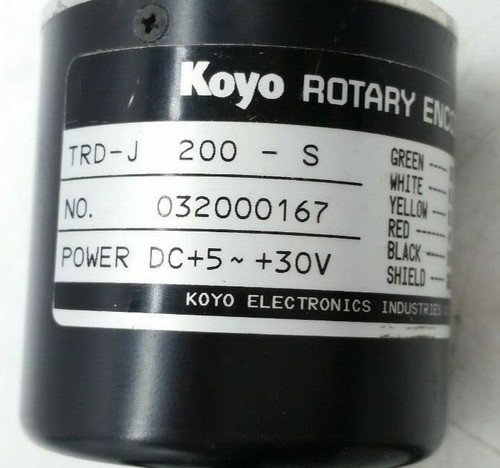 Koyo ROTARY
TRD-J 200 - S
NO. 032000167
POWER DC+5~ +30V
GREEN
WHITE
YELLOW
RED
BLACK
SHIELD
KOYO ELECTRONICS INDUSTRIES